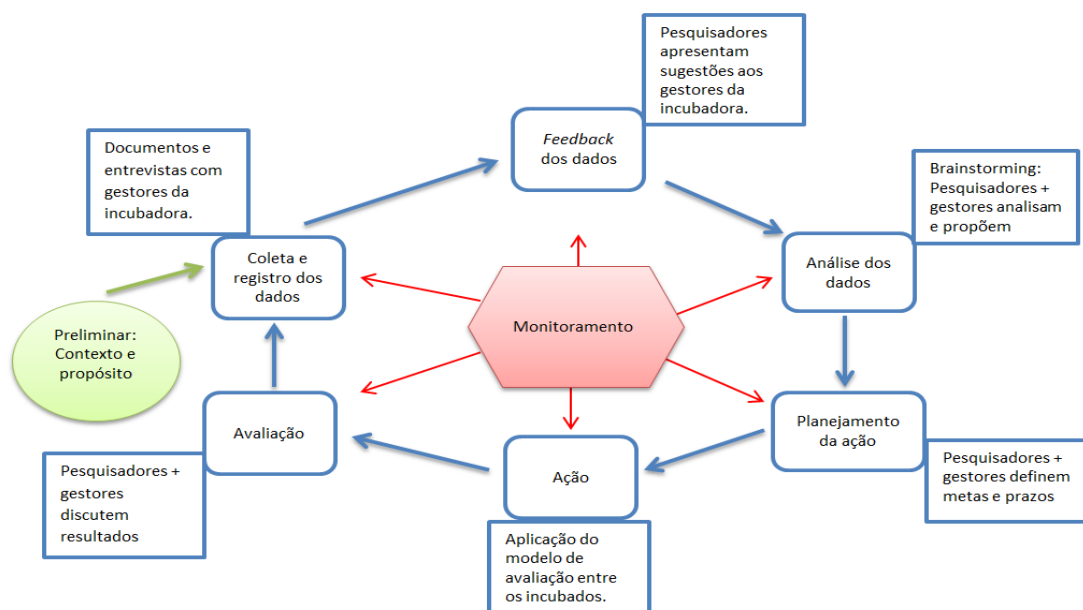 Pesquisadores
apresentam
sugestões aos
gestores da
incubadora.
Feedback
dos dados
Documentos e
entrevistas com
gestores da
incubadora.
Brainstorming:
Pesquisadores +
gestores analisam
e propõem
Coleta e
registro dos
dados
Análise dos
dados
Monitoramento
Preliminar:
Contexto e
propósito
Avaliação
Planejamento
da ação
Pesquisadores +
gestores
discutem
resultados
Ação
Pesquisadores +
gestores definem
metas e prazos
Aplicação do
modelo de
avaliação entre
os incubados.